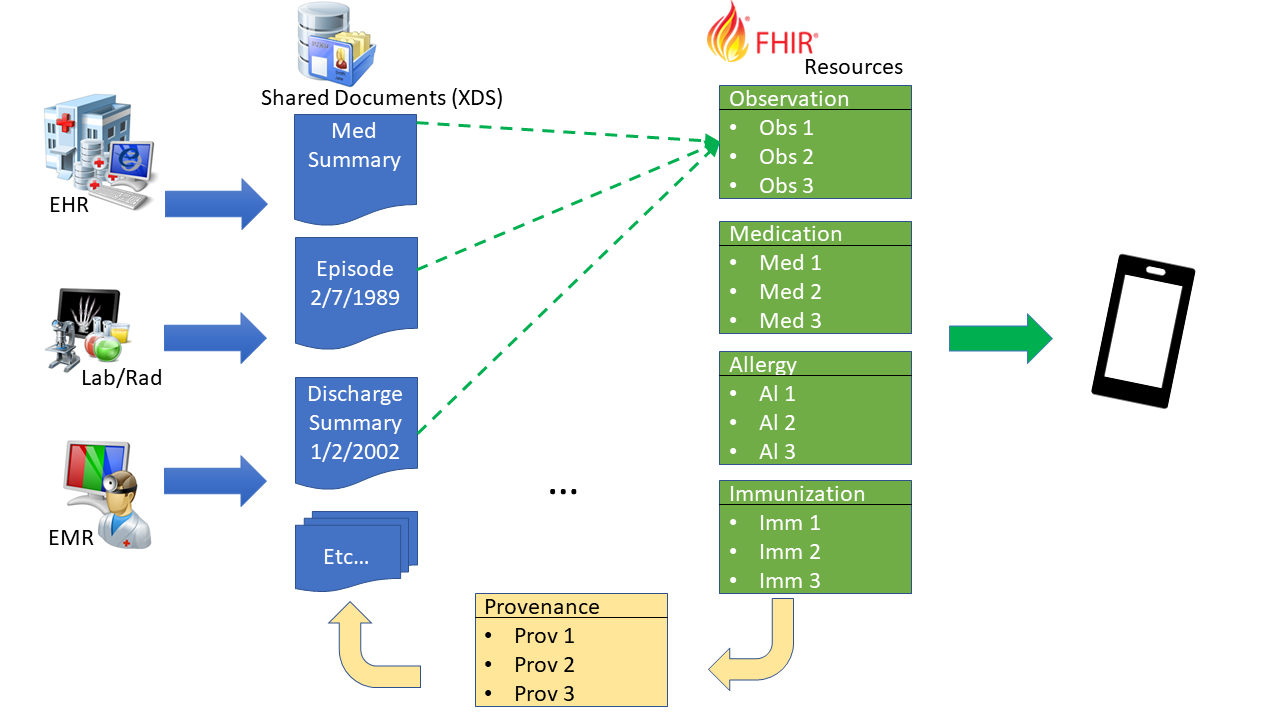 FHIR®
Resources
Shared Documents (XDS)
EHR
Lab/Rad
EMR
Med
Summary
Episode
2/7/1989
Discharge
Summary
1/2/2002
Etc…
...
Observation
• Obs 1
• Obs 2
• Obs 3
Medication
• Med 1
• Med 2
• Med 3
Allergy
• Al 1
• Al 2
• Al 3
Immunization
• Imm 1
• Imm 2
• Imm 3
Provenance
• Prov 1
• Prov 2
• Prov 3